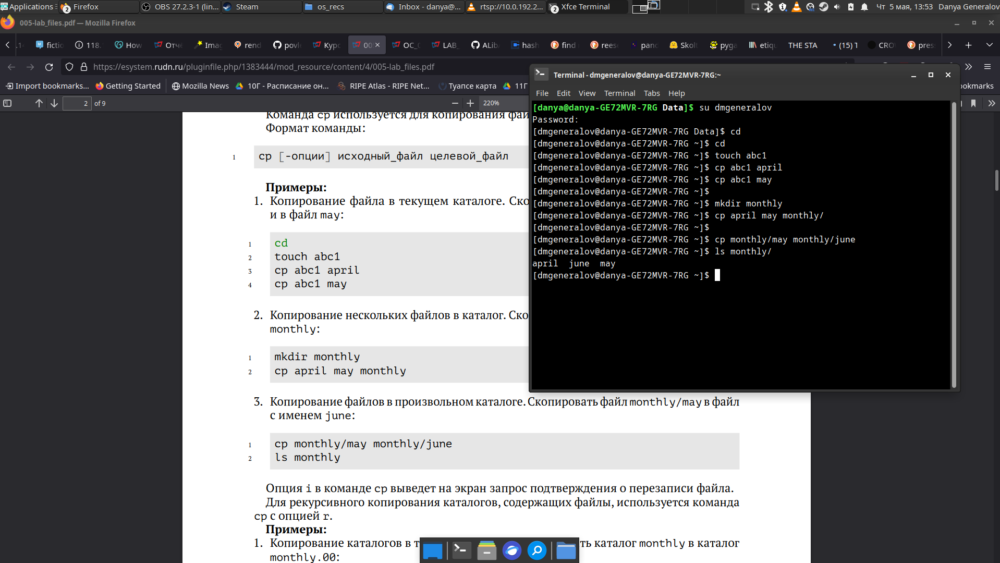 Applications
2 Firefox
OBS 27.2.3-1 (lin...
Steam
os_recs
Inbox - danya@...
rtsp://10.0.192.2...
2 Xfce Terminal
Чт 5 мая, 13:53
Danya Generalov
005-lab_files.pdf — Mozilla Firefox
fictio
118.
How
Отче
Imag
rend
povle
Курс
005
ОС_0
LAB_
ALib
hash
find
reese
pand
Skolt
pyga
etiqu
THE STA
(15) T
CRO
pres
https://esystem.rudn.ru/pluginfile.php/1383444/mod_resource/content/4/005-lab_files.pdf
Import bookmarks...
Getting Started
Mozilla News
10Г - Расписание он...
RIPE Atlas - RIPE Net...
Туапсе карта
11Г
ookmarks
2 of 9
220%
Команда cp используется для копирования фай
Формат команды:
1 cp [-опции] исходный_файл целевой_файл
Примеры:
1. Копирование файла в текущем каталоге. Ско
и в файл may:
1 cd
2 touch abc1
3 cp abc1 april
4 cp abc1 may
2. Копирование нескольких файлов в каталог. Ско
monthly:
1 mkdir monthly
2 cp april may monthly
3. Копирование файлов в произвольном каталоге. Скопировать файл monthly/may в файл
с именем june:
1 cp monthly/may monthly/june
2 ls monthly
Опция i в команде cp выведет на экран запрос подтверждения о перезаписи файла.
Для рекурсивного копирования каталогов, содержащих файлы, используется команда
cp с опцией r.
Примеры:
1. Копирование каталогов в т ть каталог monthly в каталог
monthly.00:
Terminal - dmgeneralov@danya-GE72MVR-7RG:~
File Edit View Terminal Tabs Help
[danya@danya-GE72MVR-7RG Data]$ su dmgeneralov
Password:
[dmgeneralov@danya-GE72MVR-7RG Data]$ cd
[dmgeneralov@danya-GE72MVR-7RG ~]$ cd
[dmgeneralov@danya-GE72MVR-7RG ~]$ touch abc1
[dmgeneralov@danya-GE72MVR-7RG ~]$ cp abc1 april
[dmgeneralov@danya-GE72MVR-7RG ~]$ cp abc1 may
[dmgeneralov@danya-GE72MVR-7RG ~]$
[dmgeneralov@danya-GE72MVR-7RG ~]$ mkdir monthly
[dmgeneralov@danya-GE72MVR-7RG ~]$ cp april may monthly/
[dmgeneralov@danya-GE72MVR-7RG ~]$
[dmgeneralov@danya-GE72MVR-7RG ~]$ cp monthly/may monthly/june
[dmgeneralov@danya-GE72MVR-7RG ~]$ ls monthly/
april june may
[dmgeneralov@danya-GE72MVR-7RG ~]$